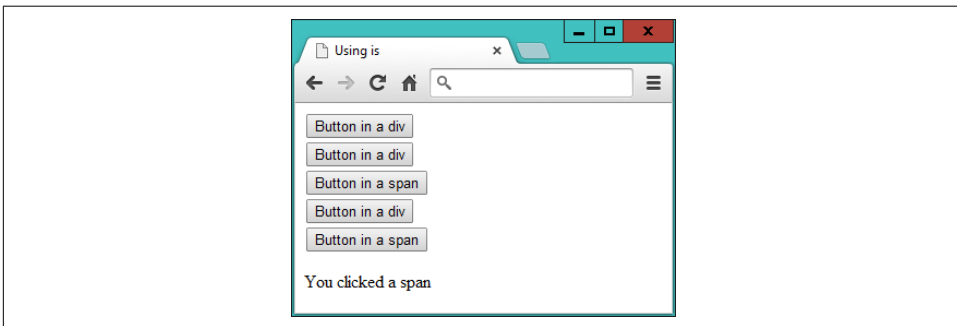 Using is
Button in a div
Button in a div
Button in a span
Button in a div
Button in a span
You clicked a span